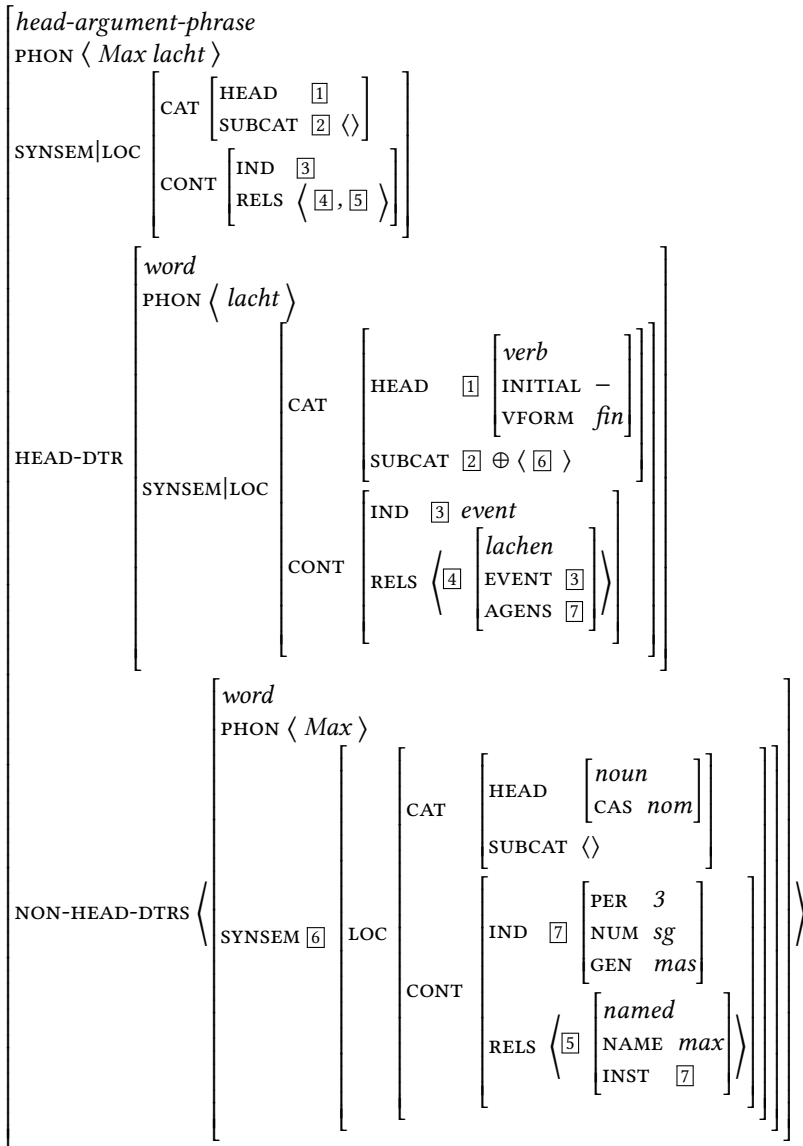 head-argument-phrase
PHON ⟨ Max lacht ⟩
SYNSEM|LOC
CAT
HEAD 1
SUBCAT 2 ⟨⟩
CONT
IND 3
RELS ⟨ 4 , 5 ⟩
HEAD-DTR
word
PHON ⟨ lacht ⟩
SYNSEM|LOC
CAT
HEAD 1
verb
INITIAL –
VFORM fin
SUBCAT 2 ⊕ ⟨ 6 ⟩
CONT
IND 3 event
RELS ⟨ 4
lachen
EVENT 3
AGENS 7
⟩
NON-HEAD-DTRS ⟨
word
PHON ⟨ Max ⟩
SYNSEM 6
LOC
CAT
HEAD
noun
CAS nom
SUBCAT ⟨⟩
CONT
IND 7
PER 3
NUM sg
GEN mas
RELS ⟨ 5
named
NAME max
INST 7
⟩
⟩